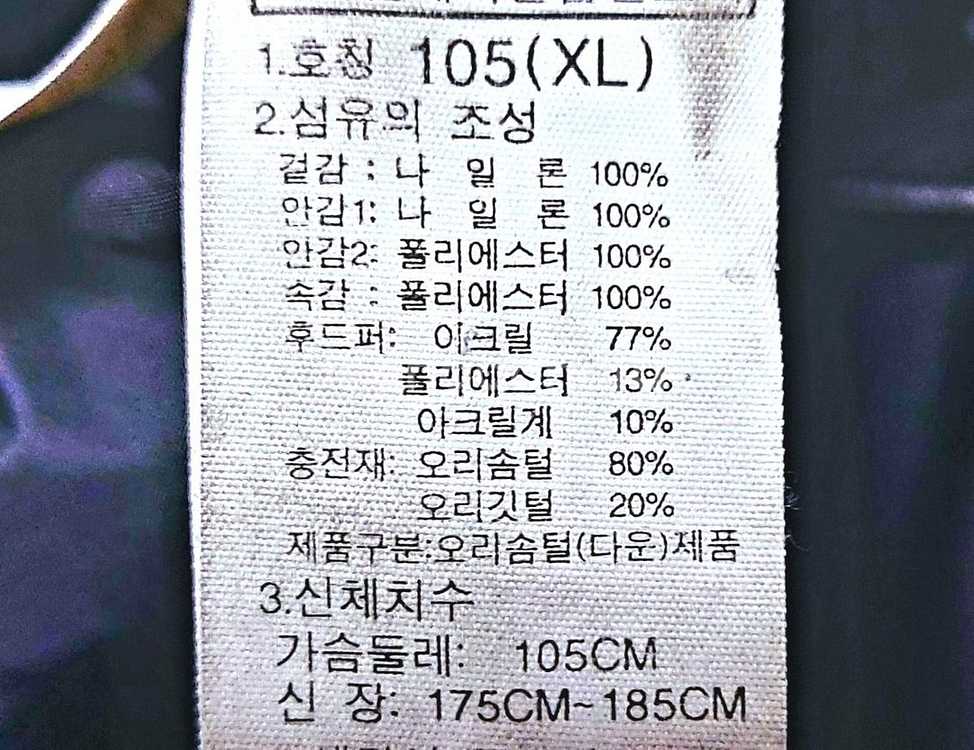 1.호칭 105(XL)
2.섬유의 조성
겉감 : 나 일 론 100%
안감1: 나 일 론 100%
안감2: 폴리에스터 100%
속감 : 폴리에스터 100%
후드퍼: 아크릴 77%
폴리에스터 13%
아크릴계 10%
충전재: 오리솜털 80%
오리깃털 20%
제품구분:오리솜털(다운)제품
3.신체치수
가슴둘레: 105CM
신 장: 175CM~185CM